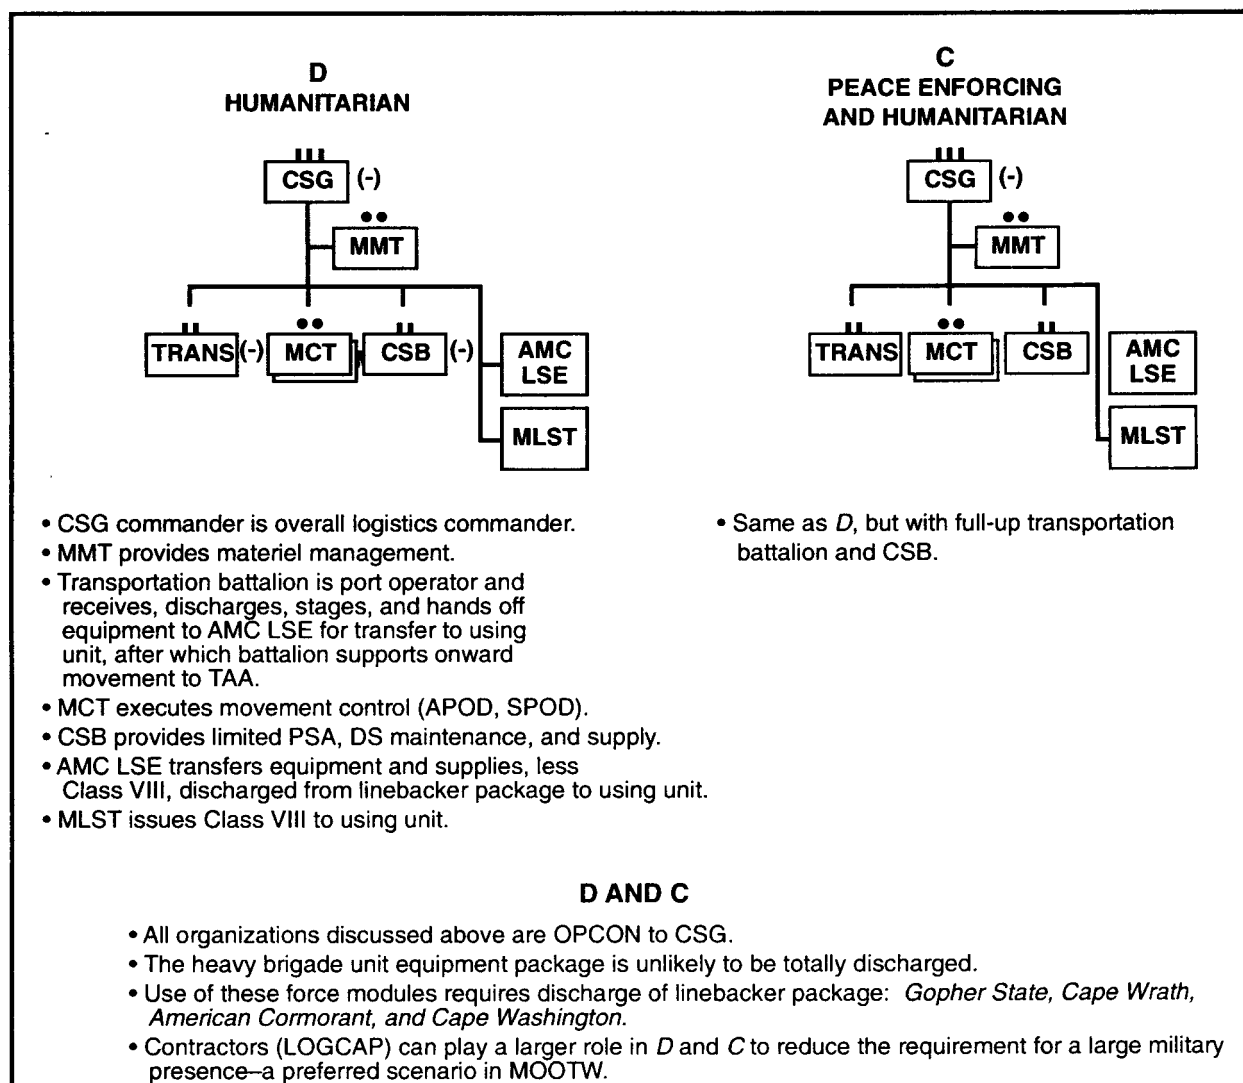 D
HUMANITARIAN
CSG (-)
MMT
TRANS (-) MCT CSB (-) AMC
LSE
MLST
C
PEACE ENFORCING
AND HUMANITARIAN
CSG (-)
MMT
TRANS MCT CSB AMC
LSE
MLST
• CSG commander is overall logistics commander.
• MMT provides materiel management.
• Transportation battalion is port operator and
receives, discharges, stages, and hands off
equipment to AMC LSE for transfer to using
unit, after which battalion supports onward
movement to TAA.
• MCT executes movement control (APOD, SPOD).
• CSB provides limited PSA, DS maintenance, and supply.
• AMC LSE transfers equipment and supplies, less
Class VIII, discharged from linebacker package to using unit.
• MLST issues Class VIII to using unit.
• Same as D, but with full-up transportation
battalion and CSB.
D AND C
• All organizations discussed above are OPCON to CSG.
• The heavy brigade unit equipment package is unlikely to be totally discharged.
• Use of these force modules requires discharge of linebacker package: Gopher State, Cape Wrath,
American Cormorant, and Cape Washington.
• Contractors (LOGCAP) can play a larger role in D and C to reduce the requirement for a large military
presence–a preferred scenario in MOOTW.